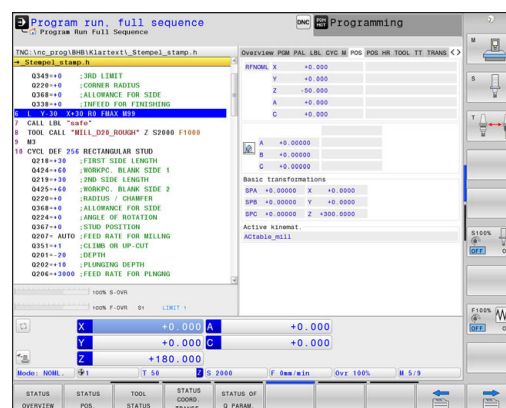 Program run, full sequence
Program Run Full Sequence
DNC
Programming
TNC:\nc_prog\BHB\Klartext\_Stempel_stamp.h
→_Stempel_stamp.h
Q349=+0 ;3RD LIMIT
Q220=+0 ;CORNER RADIUS
Q368=+0 ;ALLOWANCE FOR SIDE
Q338=+0 ;INFEED FOR FINISHING
6 L Y-30 X+30 R0 FMAX M99
7 CALL LBL "safe"
8 TOOL CALL "MILL_D20_ROUGH" Z S2000 F1000
9 M3
10 CYCL DEF 256 RECTANGULAR STUD
Q218=+30 ;FIRST SIDE LENGTH
Q424=+60 ;WORKPC. BLANK SIDE 1
Q219=+30 ;2ND SIDE LENGTH
Q425=+60 ;WORKPC. BLANK SIDE 2
Q220=+0 ;RADIUS / CHAMFER
Q368=+0 ;ALLOWANCE FOR SIDE
Q224=+0 ;ANGLE OF ROTATION
Q367=+0 ;STUD POSITION
Q207= AUTO ;FEED RATE FOR MILLNG
Q351=+1 ;CLIMB OR UP-CUT
Q201=-20 ;DEPTH
Q202=+10 ;PLUNGING DEPTH
Q206=+3000 ;FEED RATE FOR PLNGNG
100% S-OVR
100% F-OVR S1 LIMIT 1
Overview PGM PAL LBL CYC M POS POS HR TOOL TT TRANS
RFNOML X +0.000
Y +0.000
Z -50.000
A +0.000
C +0.000
A +0.00000
B +0.00000
C +0.00000
Basic transformations
SPA +0.00000 X +0.0000
SPB +0.00000 Y +0.0000
SPC +0.00000 Z +300.6000
Active kinemat.
ACtable_mill
X +0.000 A +0.000
Y +0.000 C +0.000
Z +180.000
Mode: NOML. 1 T 50 Z S 2000 F 0mm/min Ovr 100% M 5/9
STATUS OVERVIEW
STATUS POS.
TOOL STATUS
STATUS COORD.
STATUS OF Q PARAM.
M
S
T
S100%
OFF
F100%
OFF